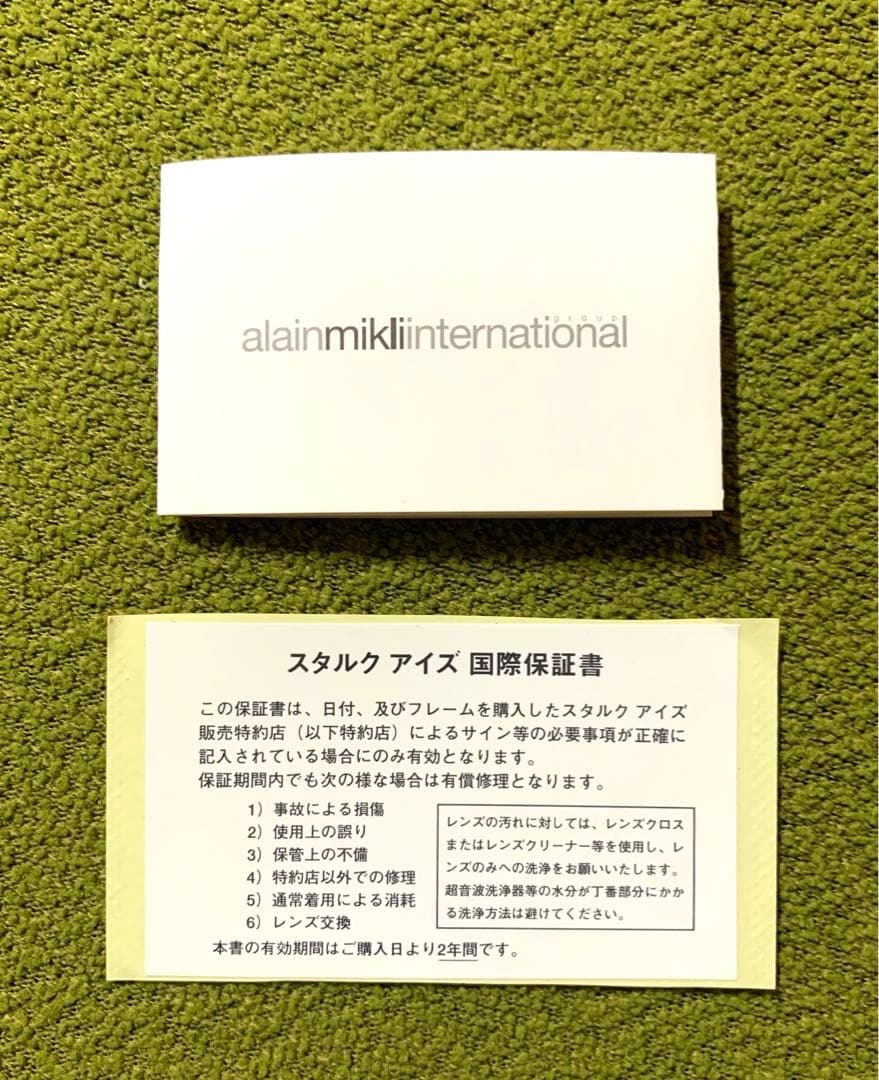 group
alainmikliinternational
スタルク アイズ 国際保証書
この保証書は、日付、及びフレームを購入したスタルク アイズ
販売特約店（以下特約店）によるサイン等の必要事項が正確に
記入されている場合にのみ有効となります。
保証期間内でも次の様な場合は有償修理となります。
1）事故による損傷
2）使用上の誤り
3）保管上の不備
4）特約店以外での修理
5）通常着用による消耗
6）レンズ交換
レンズの汚れに対しては、レンズクロス
またはレンズクリーナー等を使用し、レ
ンズのみへの洗浄をお願いいたします。
超音波洗浄器等の水分が丁番部分にかか
る洗浄方法は避けてください。
本書の有効期間はご購入日より2年間です。